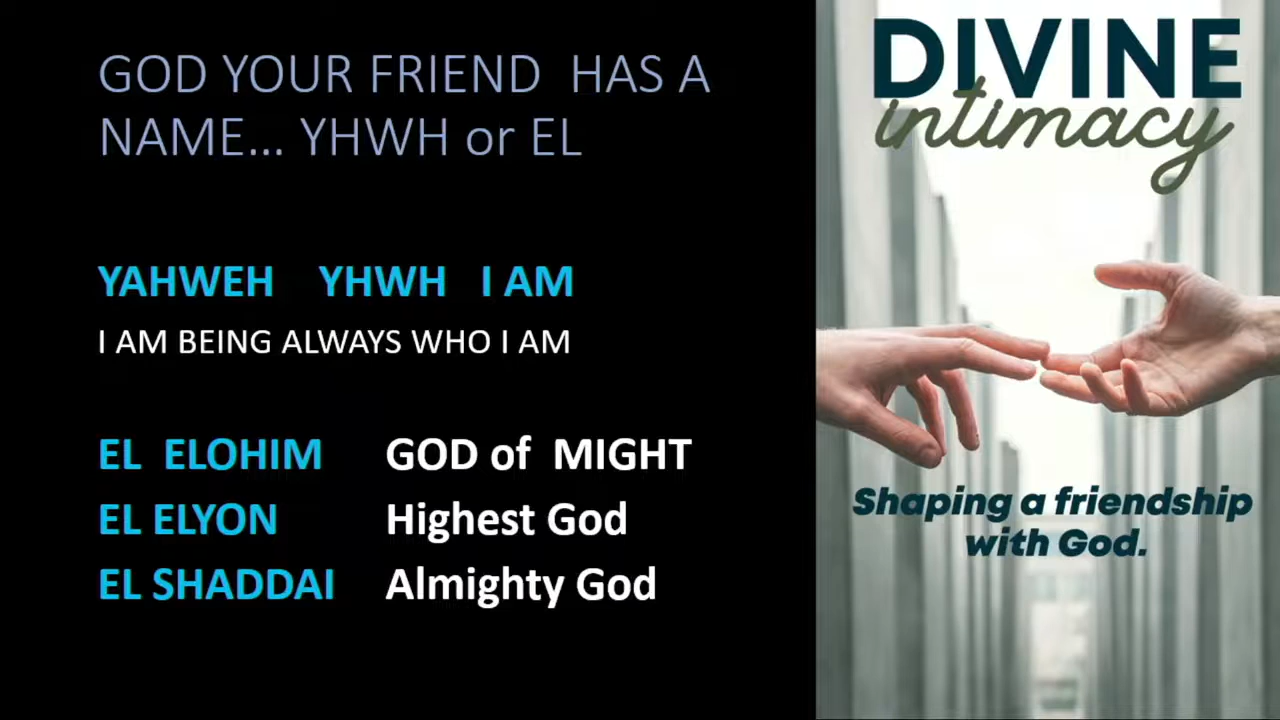 GOD YOUR FRIEND HAS A
NAME... YHWH or EL
YAHWEH YHWH I AM
I AM BEING ALWAYS WHO I AM
EL ELOHIM GOD of MIGHT
EL ELYON Highest God
EL SHADDAI Almighty God
DIVINE
intimacy
Shaping a friendship
with God.